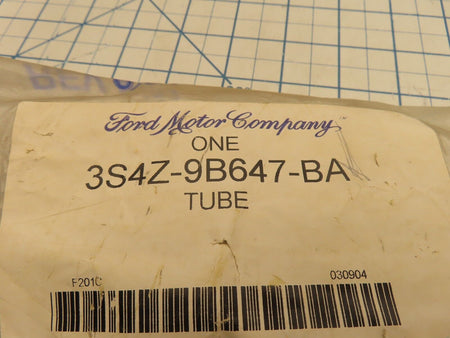 Ford Motor Company
ONE
3S4Z-9B647-BA
TUBE
F201C 030904